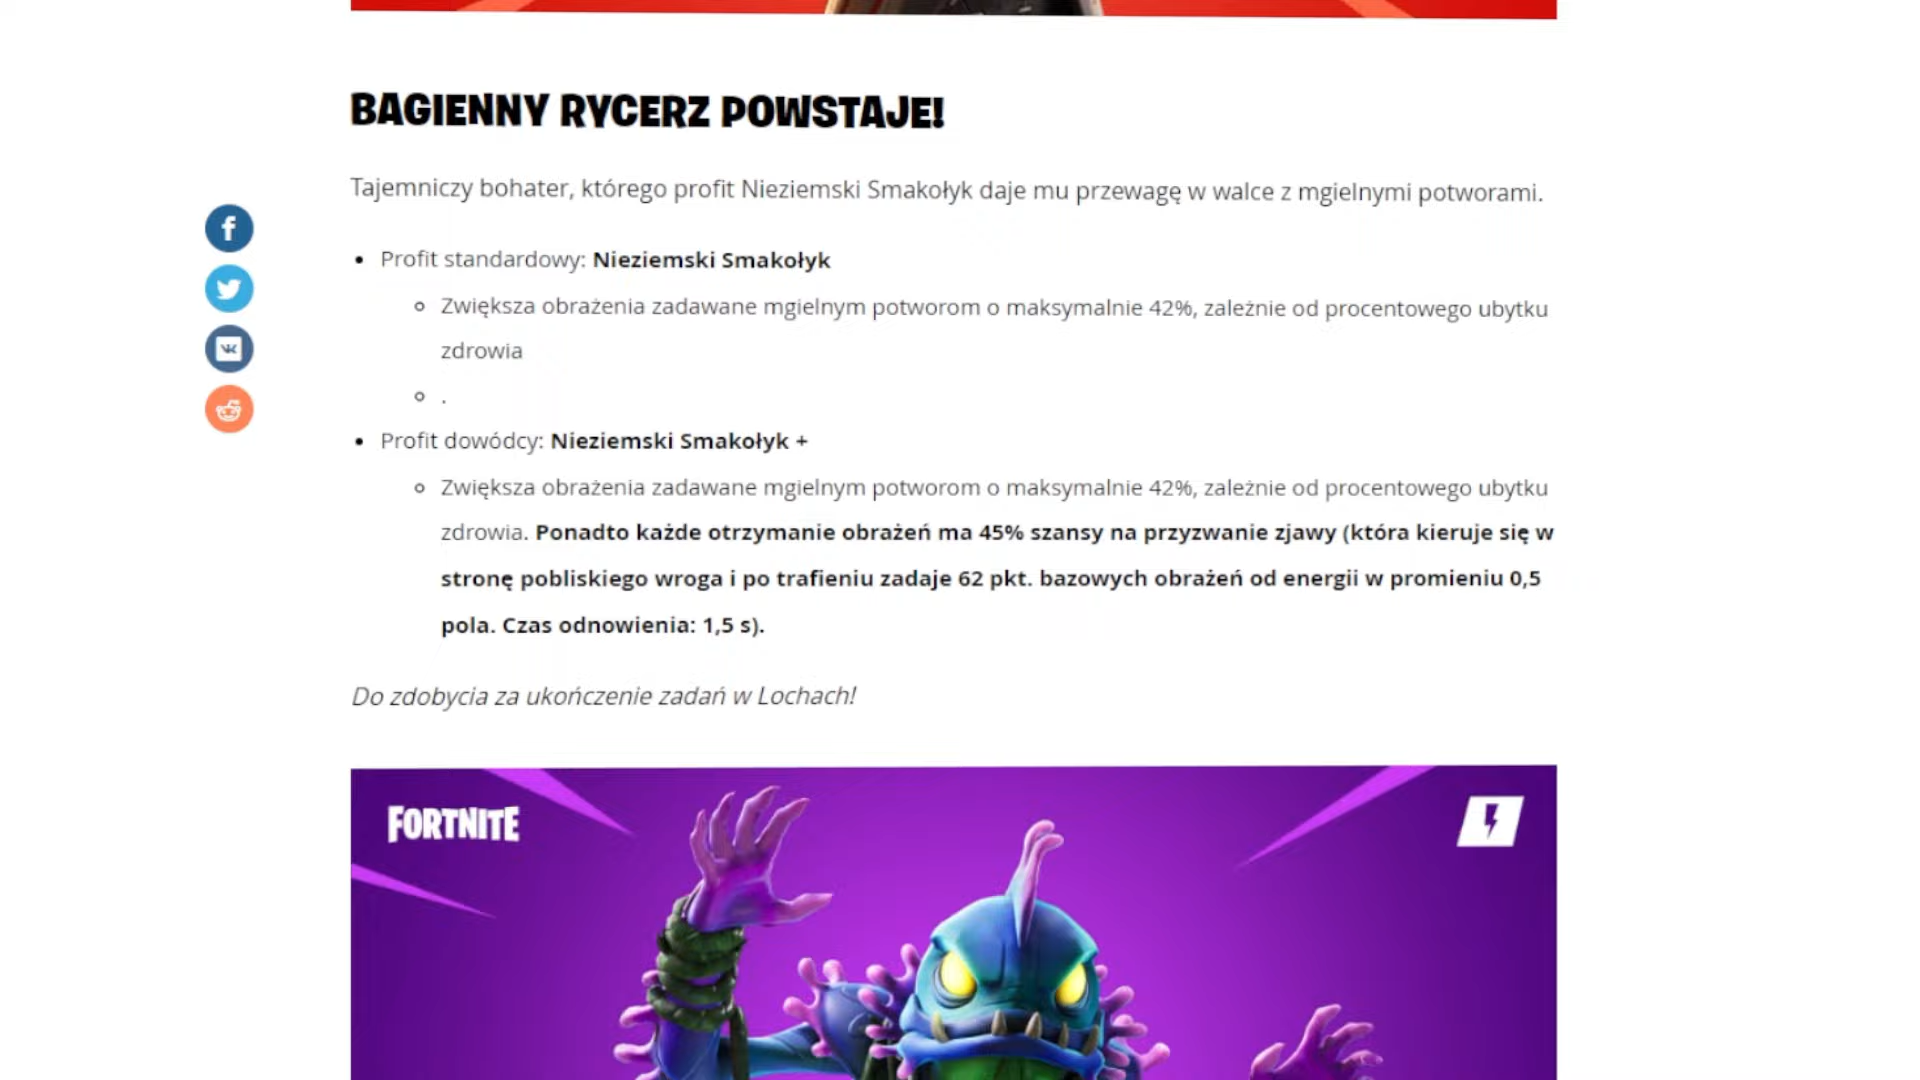 BAGIENNY RYCERZ POWSTAJE!
Tajemniczy bohater, którego profit Nieziemski Smakołyk daje mu przewagę w walce z mgielnymi potworami.
Profit standardowy: Nieziemski Smakołyk
Zwiększa obrażenia zadawane mgielnym potworom o maksymalnie 42%, zależnie od procentowego ubytku
zdrowia
.
Profit dowódcy: Nieziemski Smakołyk +
Zwiększa obrażenia zadawane mgielnym potworom o maksymalnie 42%, zależnie od procentowego ubytku
zdrowia. Ponadto każde otrzymanie obrażeń ma 45% szansy na przyzwanie zjawy (która kieruje się w
stronę pobliskiego wroga i po trafieniu zadaje 62 pkt. bazowych obrażeń od energii w promieniu 0,5
pola. Czas odnowienia: 1,5 s).
Do zdobycia za ukończenie zadań w Lochach!
FORTNITE